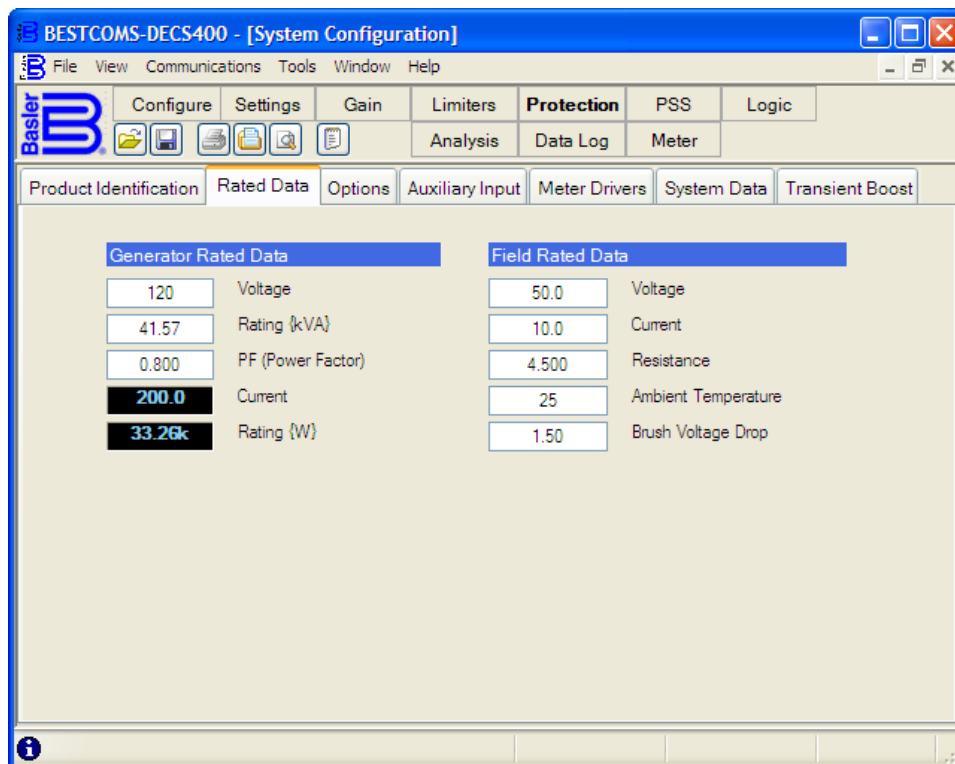 BESTCOMS-DECS400 - [System Configuration]
File View Communications Tools Window Help
Basler
Configure Settings Gain Limiters Protection PSS Logic
Analysis Data Log Meter
Product Identification Rated Data Options Auxiliary Input Meter Drivers System Data Transient Boost
Generator Rated Data
120 Voltage
41.57 Rating {kVA}
0.800 PF (Power Factor)
200.0 Current
33.26k Rating {W}
Field Rated Data
50.0 Voltage
10.0 Current
4.500 Resistance
25 Ambient Temperature
1.50 Brush Voltage Drop